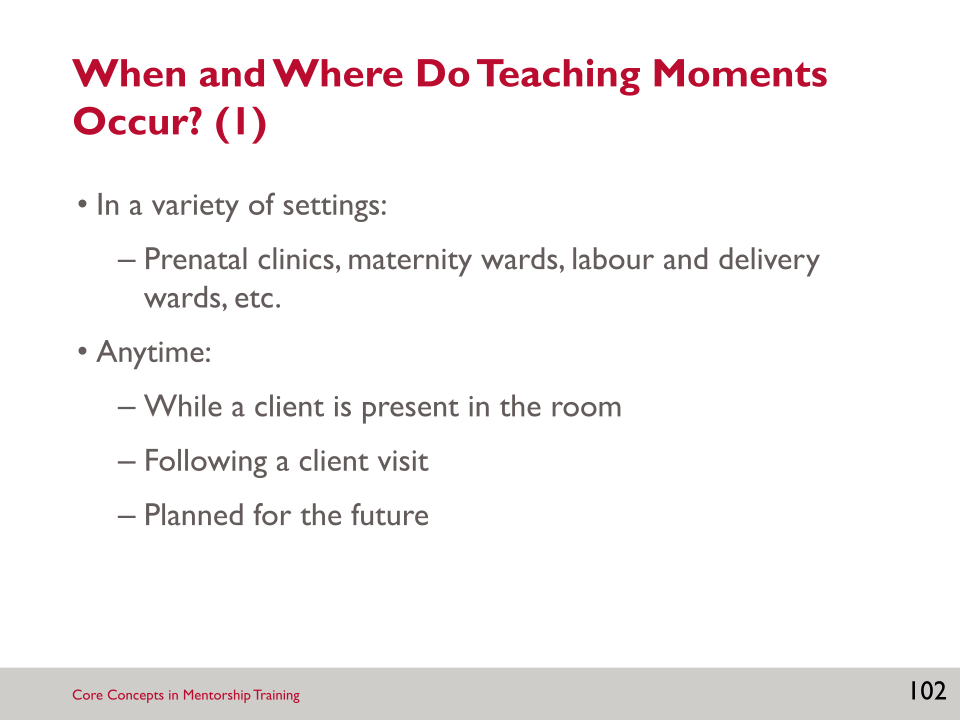 When and Where Do Teaching Moments
Occur? (1)
• In a variety of settings:
– Prenatal clinics, maternity wards, labour and delivery
wards, etc.
• Anytime:
– While a client is present in the room
– Following a client visit
– Planned for the future
Core Concepts in Mentorship Training
102